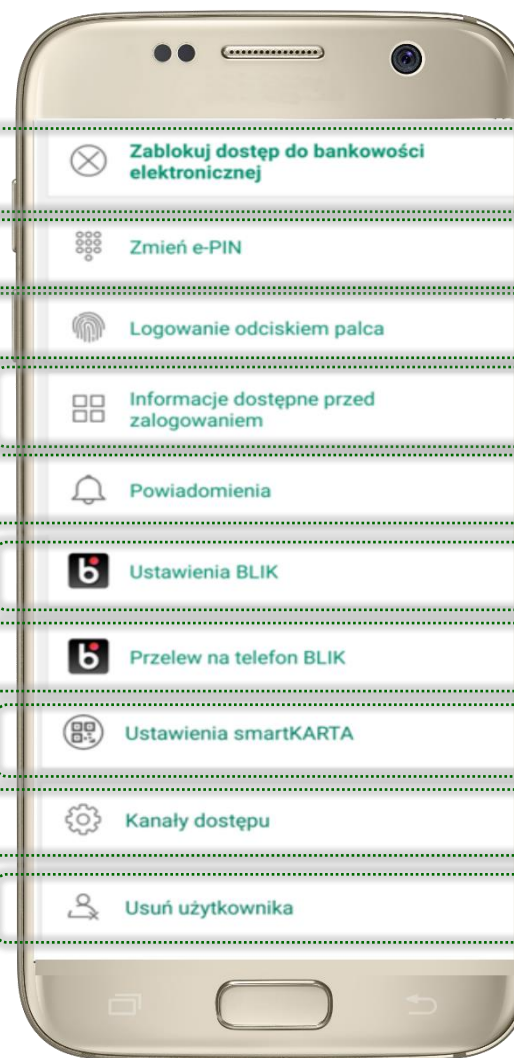 Zablokuj dostęp do bankowości
elektronicznej
Zmień e-PIN
Logowanie odciskiem palca
Informacje dostępne przed
zalogowaniem
Powiadomienia
Ustawienia BLIK
Przelew na telefon BLIK
Ustawienia smartKARTA
Kanały dostępu
Usuń użytkownika